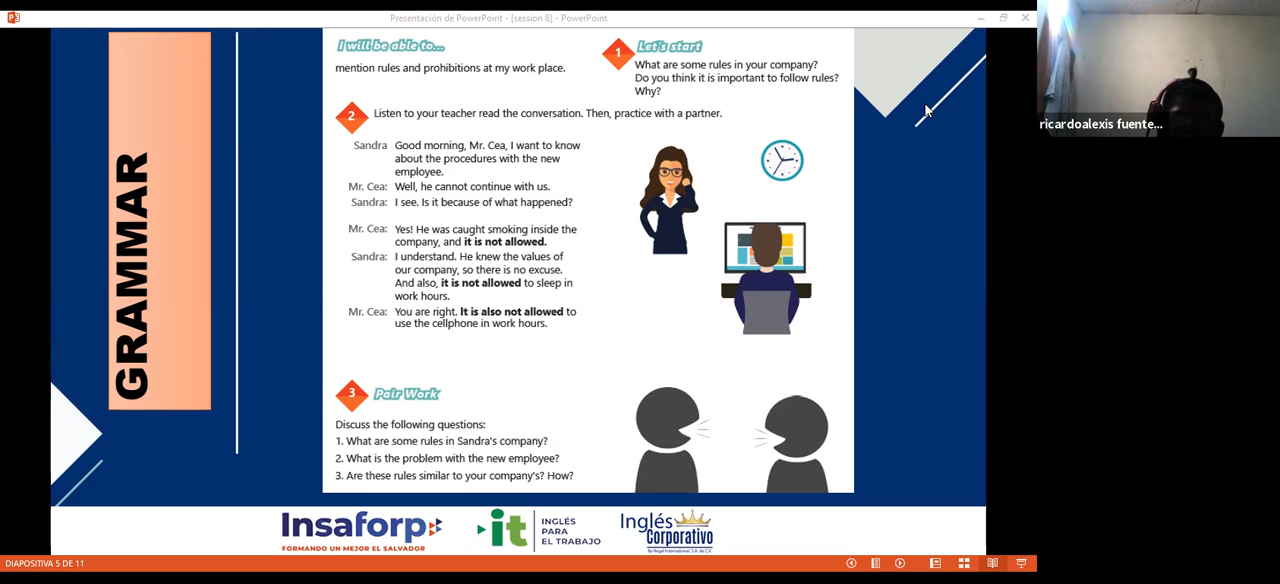 Presentación de PowerPoint - [session 8] - PowerPoint
ricardoalexis fuente...
GRAMMAR
I will be able to...
mention rules and prohibitions at my work place.
1 Let's start
What are some rules in your company?
Do you think it is important to follow rules?
Why?
2 Listen to your teacher read the conversation. Then, practice with a partner.
Sandra Good morning, Mr. Cea, I want to know
about the procedures with the new
employee.
Mr. Cea: Well, he cannot continue with us.
Sandra: I see. Is it because of what happened?
Mr. Cea: Yes! He was caught smoking inside the
company, and it is not allowed.
Sandra: I understand. He knew the values of
our company, so there is no excuse.
And also, it is not allowed to sleep in
work hours.
Mr. Cea: You are right. It is also not allowed to
use the cellphone in work hours.
3 Pair Work
Discuss the following questions:
1. What are some rules in Sandra's company?
2. What is the problem with the new employee?
3. Are these rules similar to your company's? How?
Insaforp
FORMANDO UN MEJOR EL SALVADOR
it
INGLÉS
PARA
EL TRABAJO
Inglés
Corporativo
By Regal International, S.A. de C.V.
DIAPOSITIVA 5 DE 11